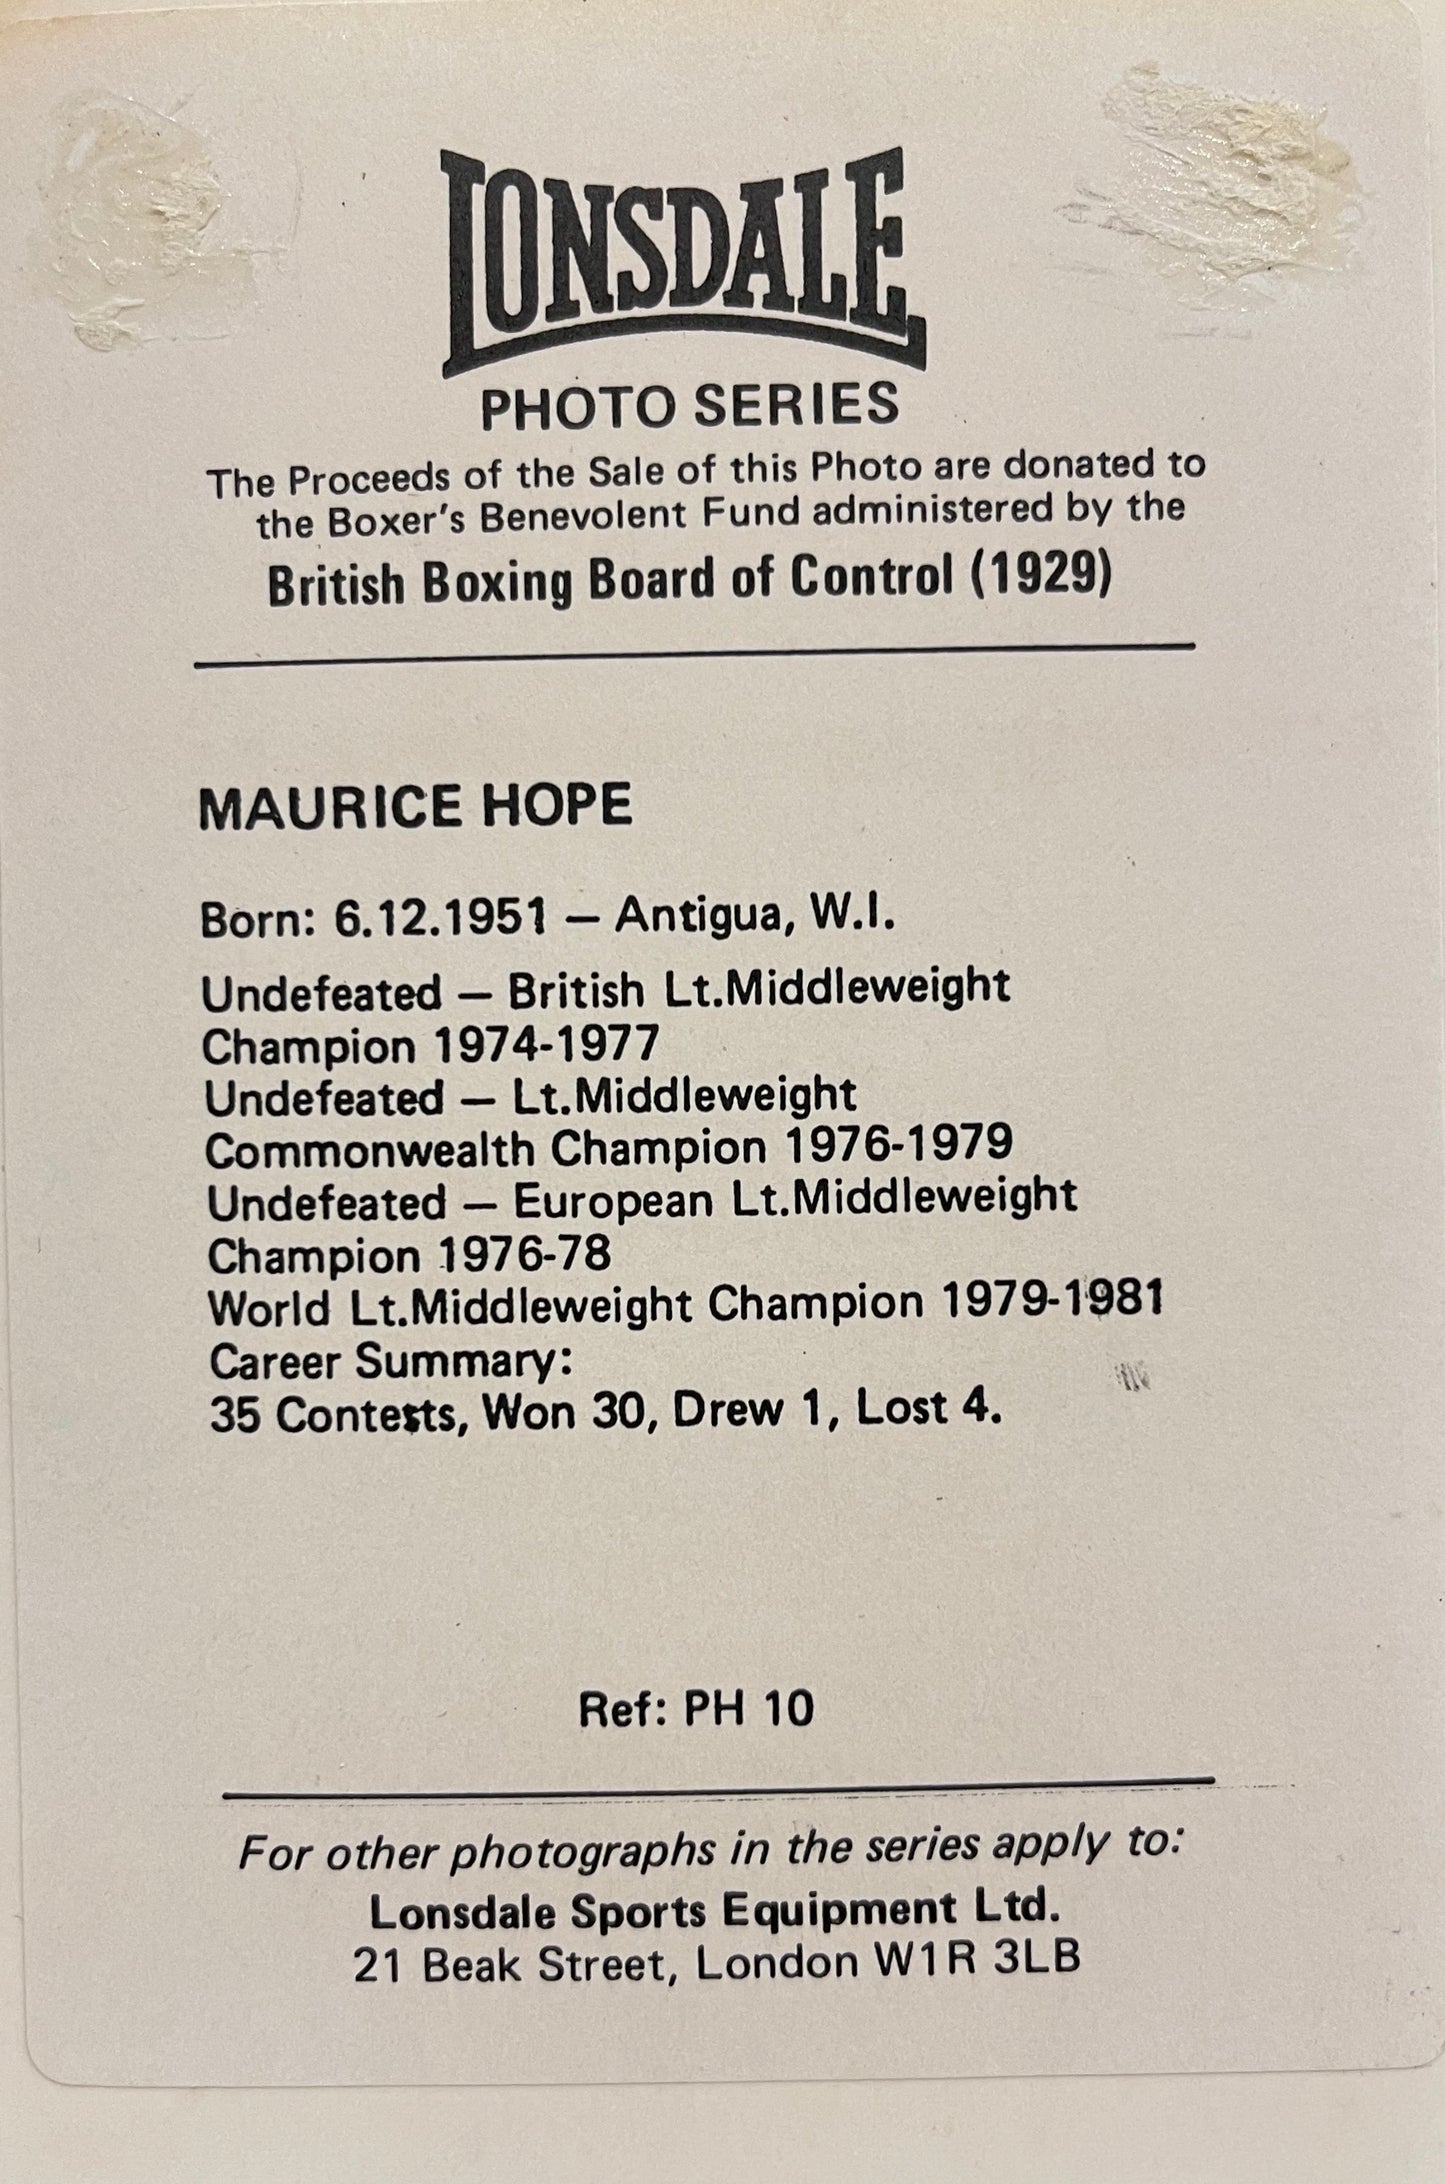 LONSDALE
PHOTO SERIES
The Proceeds of the Sale of this Photo are donated to
the Boxer's Benevolent Fund administered by the
British Boxing Board of Control (1929)
MAURICE HOPE
Born: 6.12.1951 — Antigua, W.I.
Undefeated — British Lt.Middleweight
Champion 1974-1977
Undefeated — Lt.Middleweight
Commonwealth Champion 1976-1979
Undefeated — European Lt.Middleweight
Champion 1976-78
World Lt.Middleweight Champion 1979-1981
Career Summary:
35 Contests, Won 30, Drew 1, Lost 4.
Ref: PH 10
For other photographs in the series apply to:
Lonsdale Sports Equipment Ltd.
21 Beak Street, London W1R 3LB